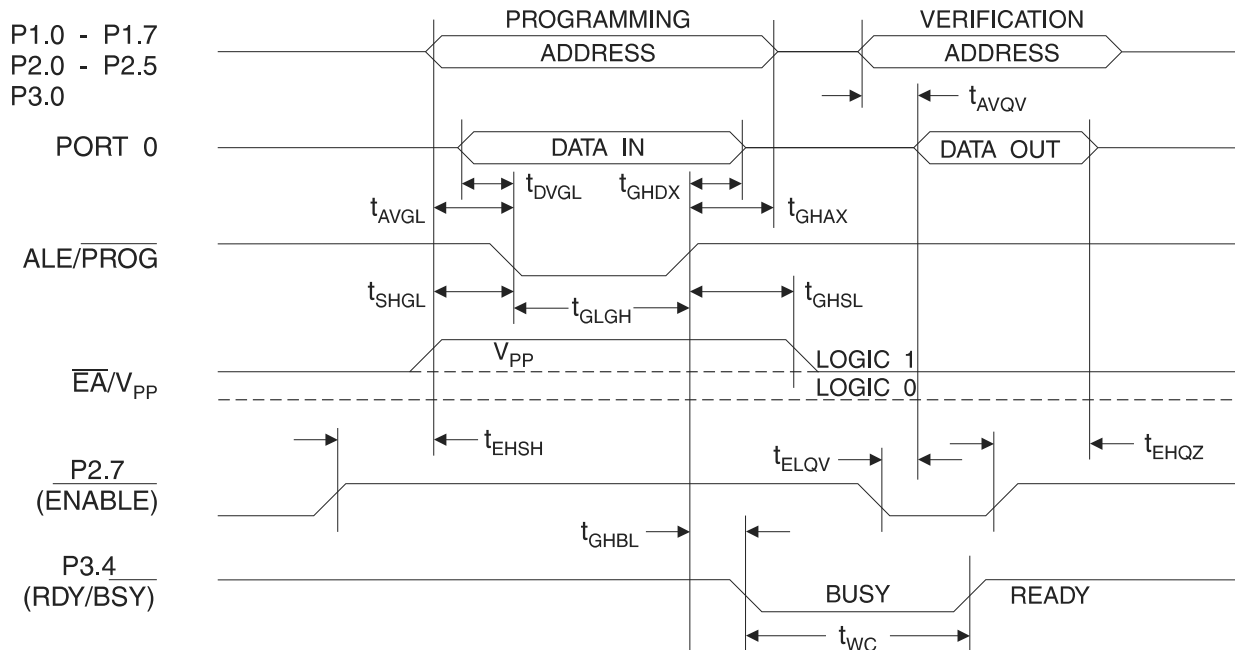 PROGRAMMING VERIFICATION
P1.0 - P1.7
P2.0 - P2.5
P3.0
ADDRESS ADDRESS
tAVQV
PORT 0 DATA IN DATA OUT
tDVGL tGHDX
tAVGL tGHAX
ALE/PROG
tSHGL tGLGH tGHSL
VPP LOGIC 1
EA/VPP LOGIC 0
tEHSH tELQV tEHQZ
P2.7
(ENABLE)
tGHBL
P3.4
(RDY/BSY) BUSY READY
tWC